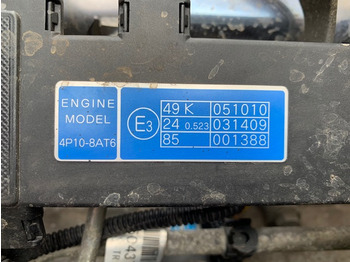 ENGINE
MODEL
4P10-8AT6
E3
49 K 051010
24 0.523 031409
85 001388